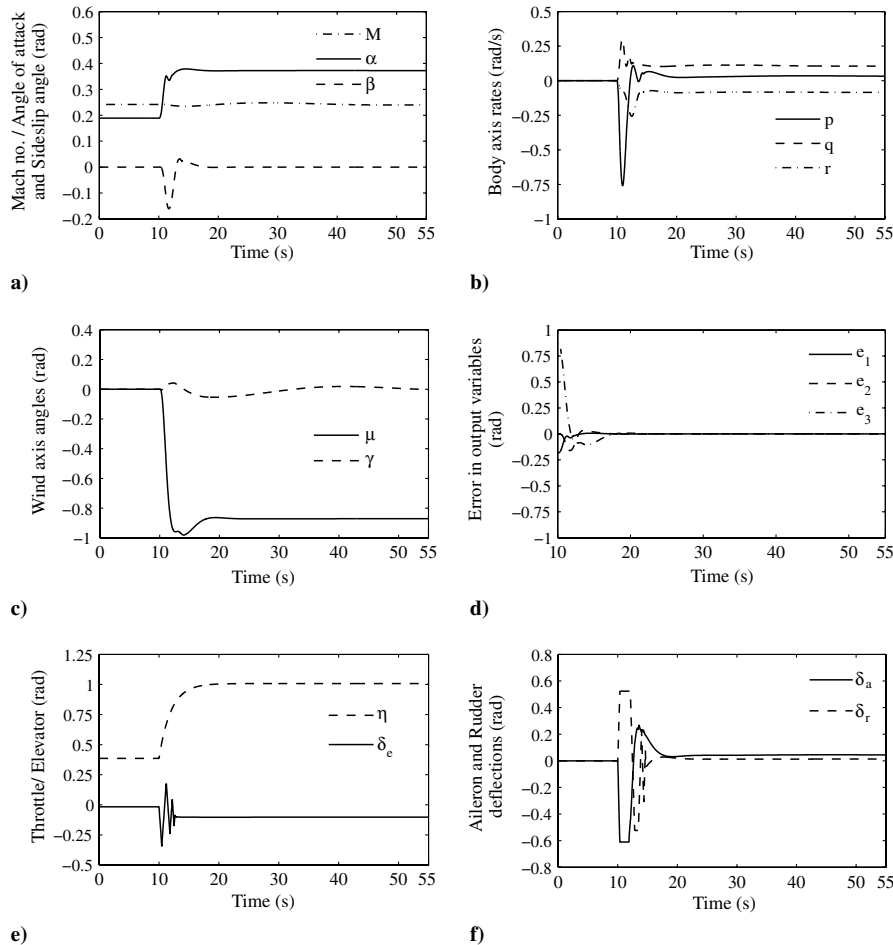 Mach no. / Angle of attack
and Sideslip angle (rad)
0.6
0.5
0.4
0.3
0.2
0.1
0
−0.1
−0.2
M
α
β
0
10
20
30
40
50
55
Time (s)
a)
Body axis rates (rad/s)
0.5
0.25
0
−0.25
−0.5
−0.75
−1
p
q
r
0
10
20
30
40
50
55
Time (s)
b)
Wind axis angles (rad)
0.4
0.2
0
−0.2
−0.4
−0.6
−0.8
−1
μ
γ
0
10
20
30
40
50
55
Time (s)
c)
Error in output variables
(rad)
1
0.75
0.5
0.25
0
−0.25
−0.5
−0.75
−1
e1
e2
e3
10
20
30
40
50
55
Time (s)
d)
Throttle/ Elevator (rad)
1.25
1
0.75
0.5
0.25
0
−0.25
−0.5
η
δe
0
10
20
30
40
50
55
Time (s)
e)
Aileron and Rudder
deflections (rad)
0.8
0.6
0.4
0.2
0
−0.2
−0.4
−0.6
−0.8
δa
δr
0
10
20
30
40
50
55
Time (s)
f)